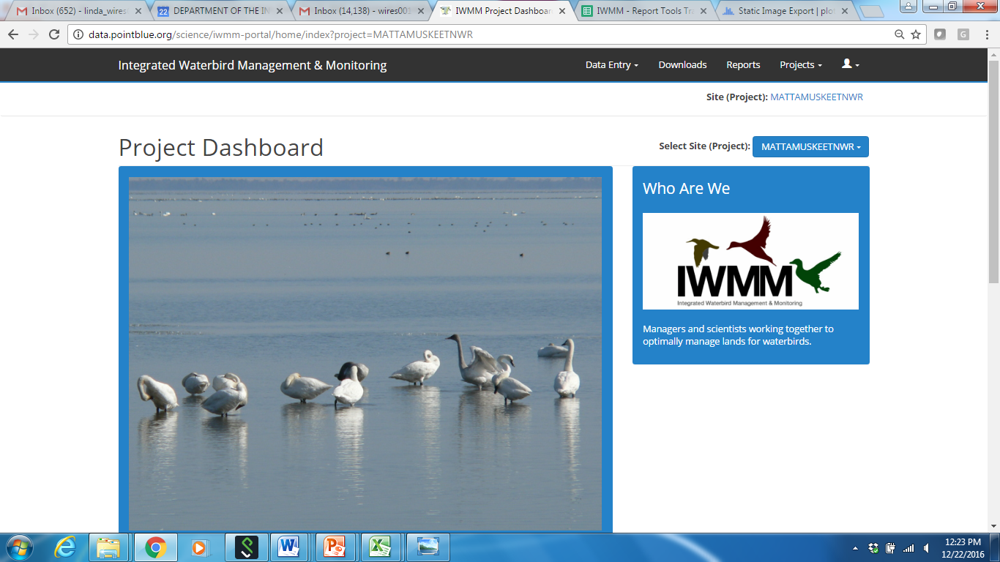 Inbox (652) - linda_wires
22 DEPARTMENT OF THE IN
Inbox (14,138) - wires00
IWMM Project Dashboar
IWMM - Report Tools Tra
Static Image Export | plo
data.pointblue.org/science/iwmm-portal/home/index?project=MATTAMUSKEETNWR
G
Integrated Waterbird Management & Monitoring
Data Entry
Downloads
Reports
Projects
Site (Project): MATTAMUSKEETNWR
Project Dashboard
Select Site (Project): MATTAMUSKEETNWR
Who Are We
IWMM
Integrated Waterbird Management & Monitoring
Managers and scientists working together to
optimally manage lands for waterbirds.
12:23 PM
12/22/2016